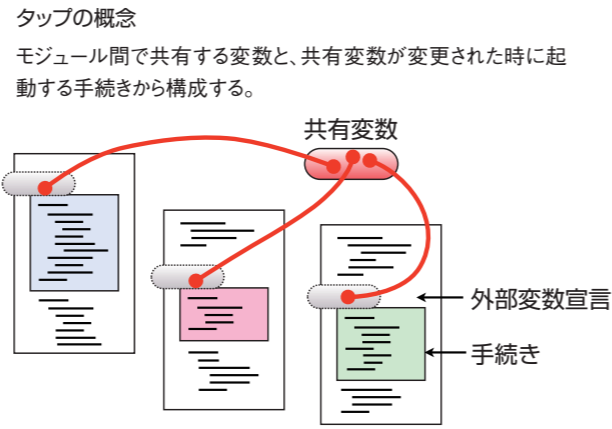 タップの概念
モジュール間で共有する変数と、共有変数が変更された時に起
動する手続きから構成する。
共有変数
外部変数宣言
手続き